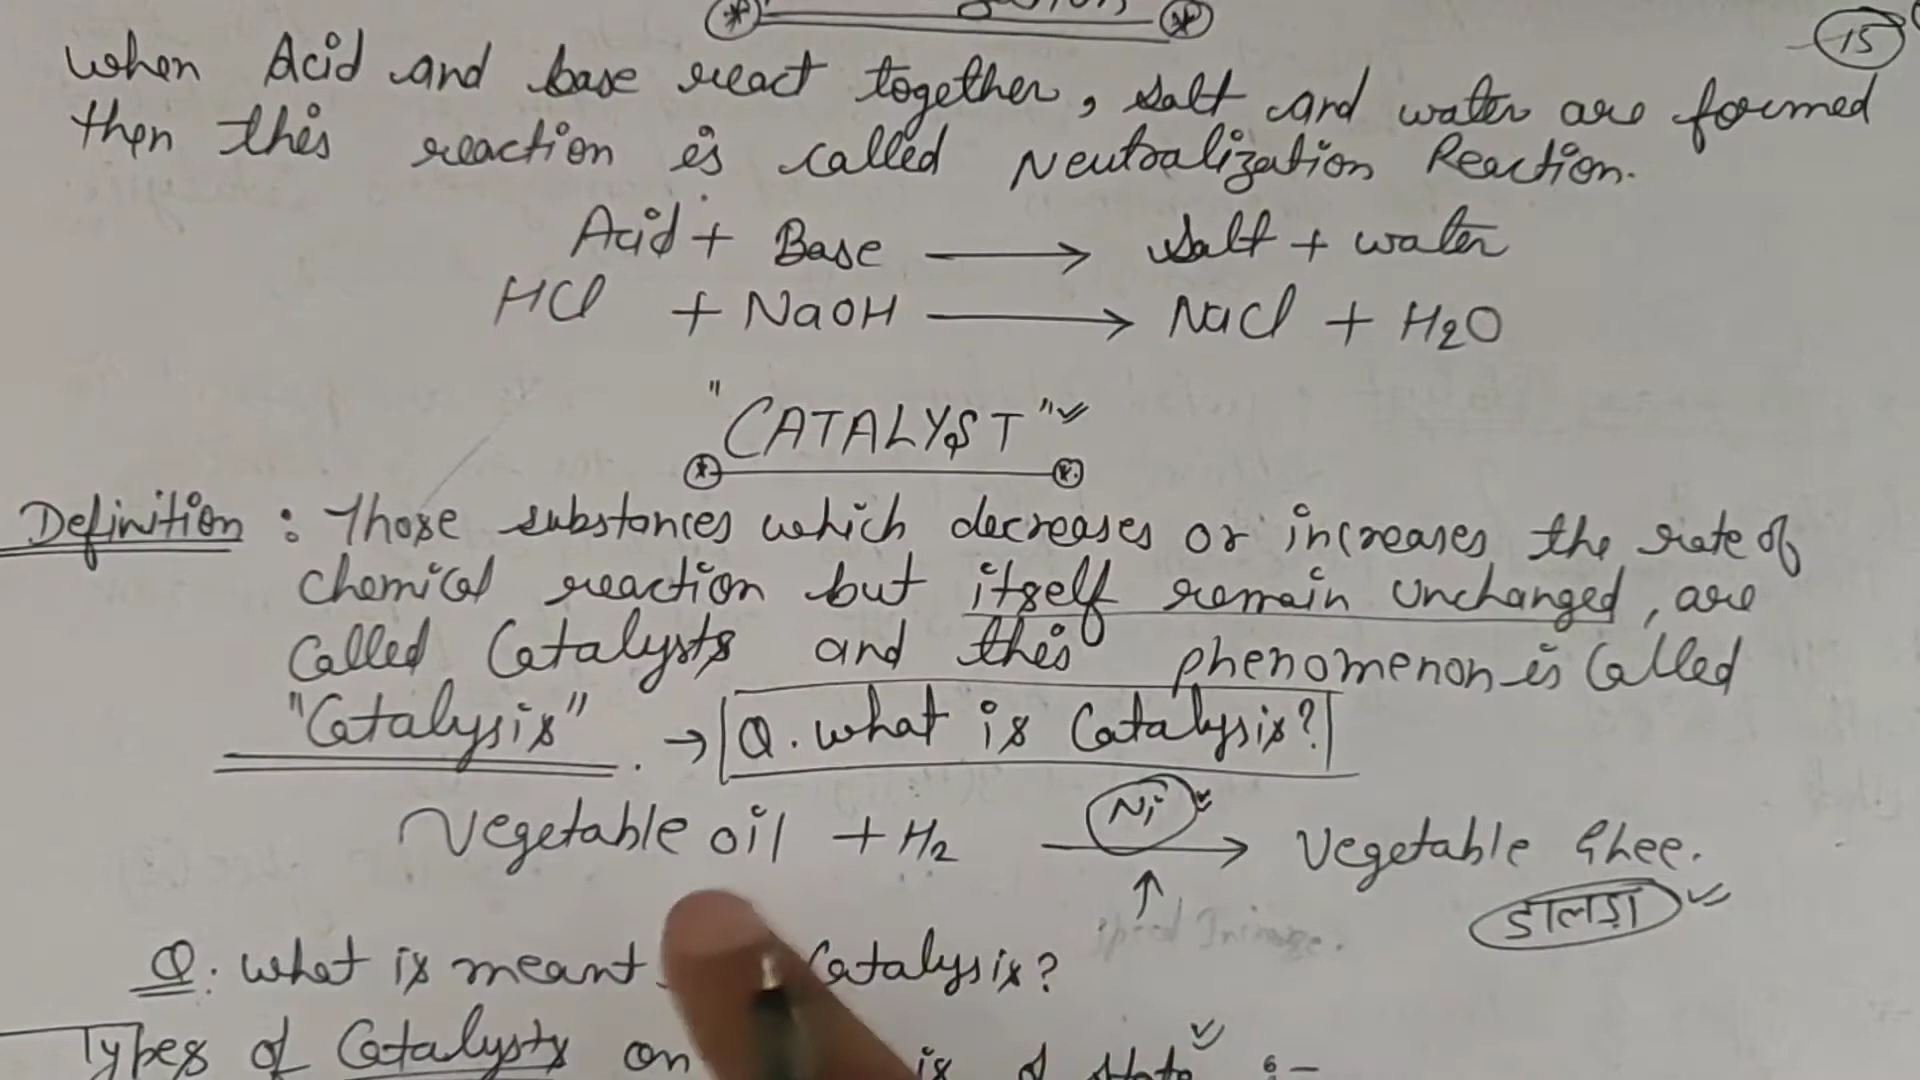 15
when Acid and base react together, salt and water are formed
then this reaction is called Neutralization Reaction.
Acid + Base → Salt + water
HCl + NaOH → NaCl + H2O
"CATALYST"
Definition : Those substances which decreases or increases the rate of
chemical reaction but itself remain unchanged, are
called Catalysts and this phenomenon is called
"Catalysis". → Q. what is Catalysis?
Vegetable oil + H2 Ni → Vegetable Ghee.
डालडा
Speed
Q. what is meant Catalysis?
Types of Catalysts on of state :-